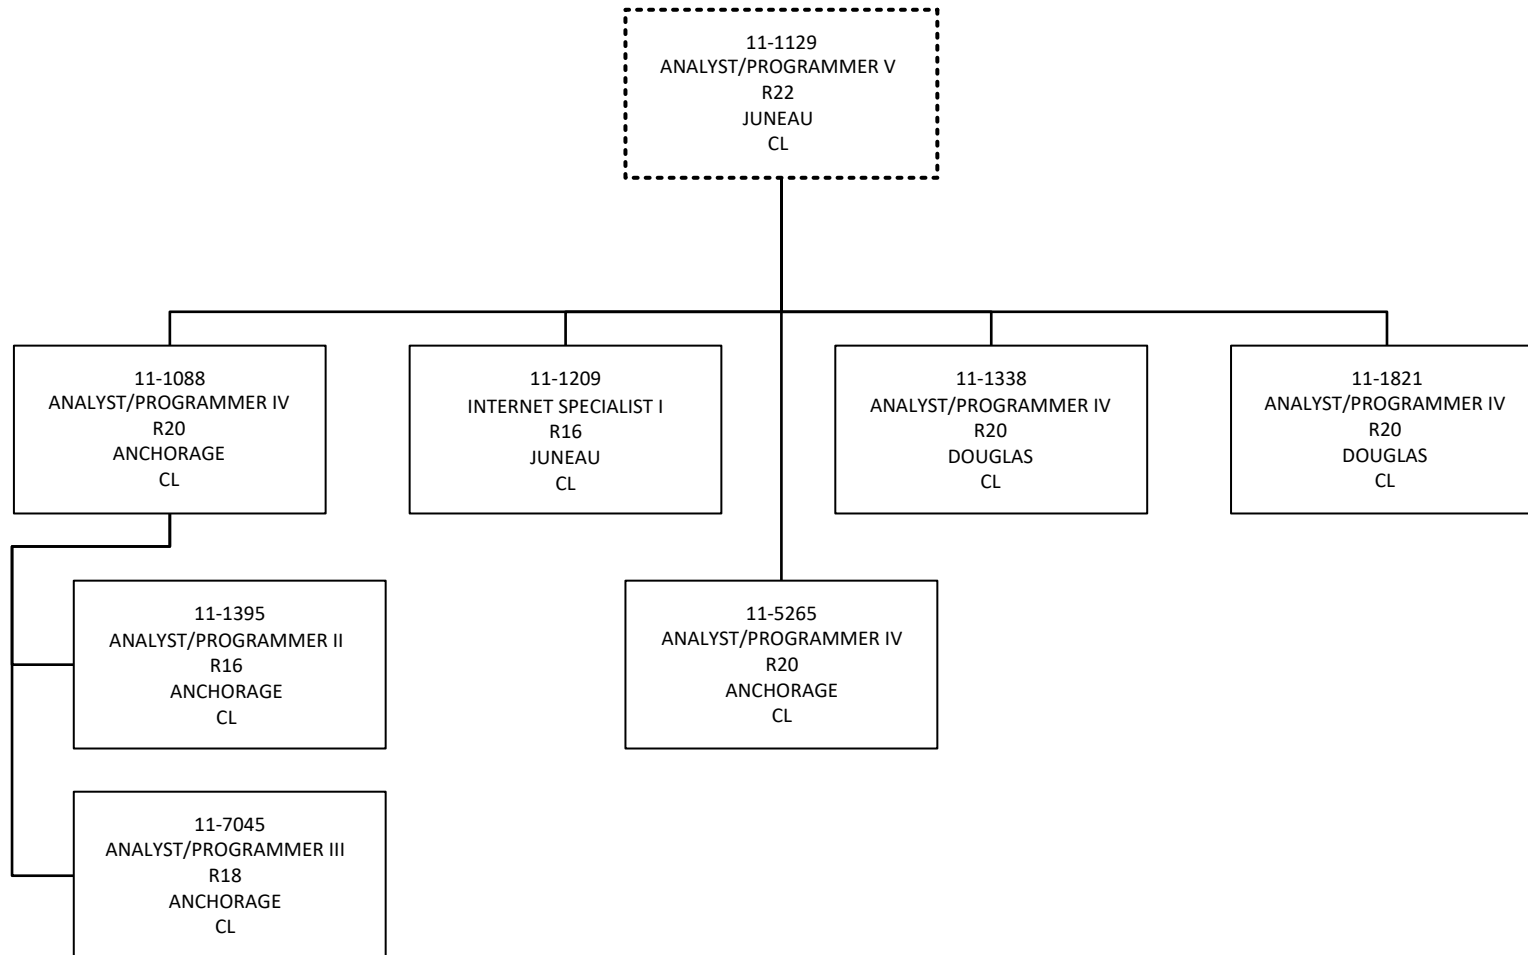 11-1129
ANALYST/PROGRAMMER V
R22
JUNEAU
CL
11-1088
ANALYST/PROGRAMMER IV
R20
ANCHORAGE
CL
11-1209
INTERNET SPECIALIST I
R16
JUNEAU
CL
11-1338
ANALYST/PROGRAMMER IV
R20
DOUGLAS
CL
11-1821
ANALYST/PROGRAMMER IV
R20
DOUGLAS
CL
11-1395
ANALYST/PROGRAMMER II
R16
ANCHORAGE
CL
11-5265
ANALYST/PROGRAMMER IV
R20
ANCHORAGE
CL
11-7045
ANALYST/PROGRAMMER III
R18
ANCHORAGE
CL